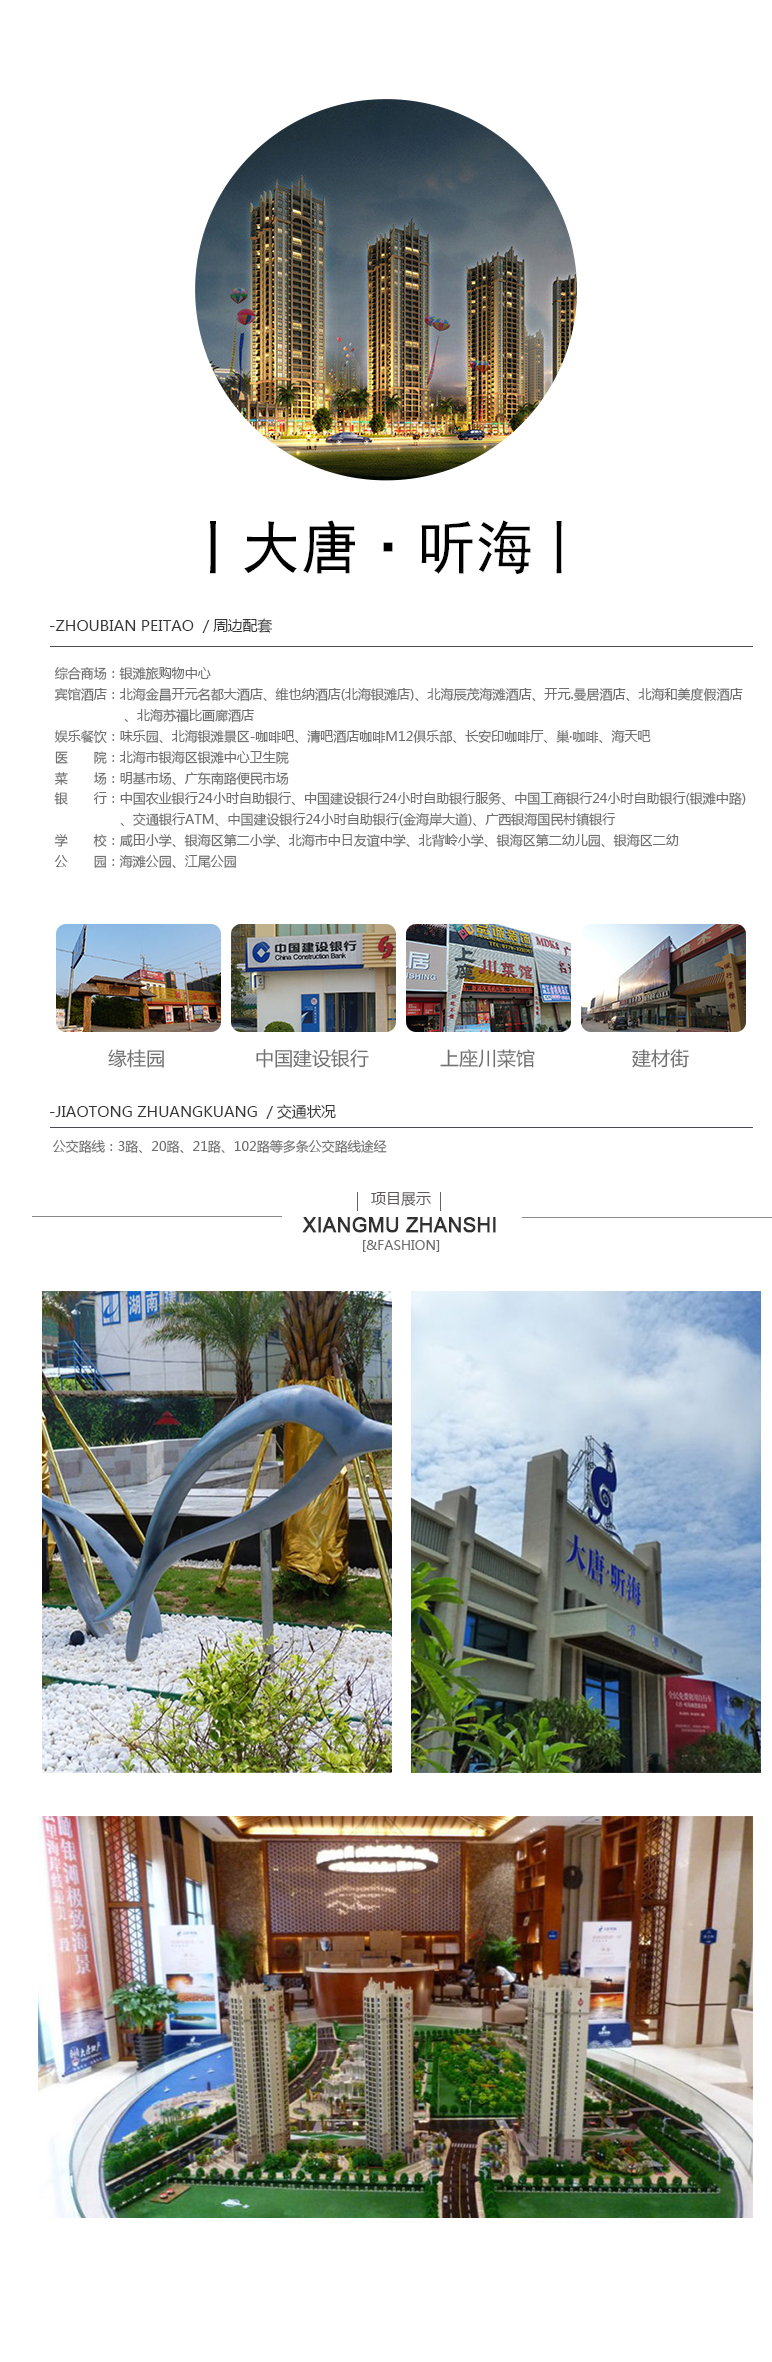 大唐·听海
-ZHOUBIAN PEITAO / 周边配套
综合商场：银滩旅购物中心
宾馆酒店：北海金昌开元名都大酒店、维也纳酒店(北海银滩店)、北海辰茂海滩酒店、开元.曼居酒店、北海和美度假酒店
、北海苏福比画廊酒店
娱乐餐饮：味乐园、北海银滩景区-咖啡吧、清吧酒店咖啡M12俱乐部、长安印咖啡厅、巢·咖啡、海天吧
医 院：北海市银海区银滩中心卫生院
菜 场：明基市场、广东南路便民市场
银 行：中国农业银行24小时自助银行、中国建设银行24小时自助银行服务、中国工商银行24小时自助银行(银滩中路)
、交通银行ATM、中国建设银行24小时自助银行(金海岸大道)、广西银海国民村镇银行
学 校：咸田小学、银海区第二小学、北海市中日友谊中学、北背岭小学、银海区第二幼儿园、银海区二幼
公 园：海滩公园、江尾公园
中国建设银行
China Construction Bank
居
上座川菜馆
MDK
缘桂园
中国建设银行
上座川菜馆
建材街
-JIAOTONG ZHUANGKUANG / 交通状况
公交路线：3路、20路、21路、102路等多条公交路线途经
项目展示
XIANGMU ZHANSHI
[&FASHION]
湖南
大唐·听海
银滩极致海景
大唐地产